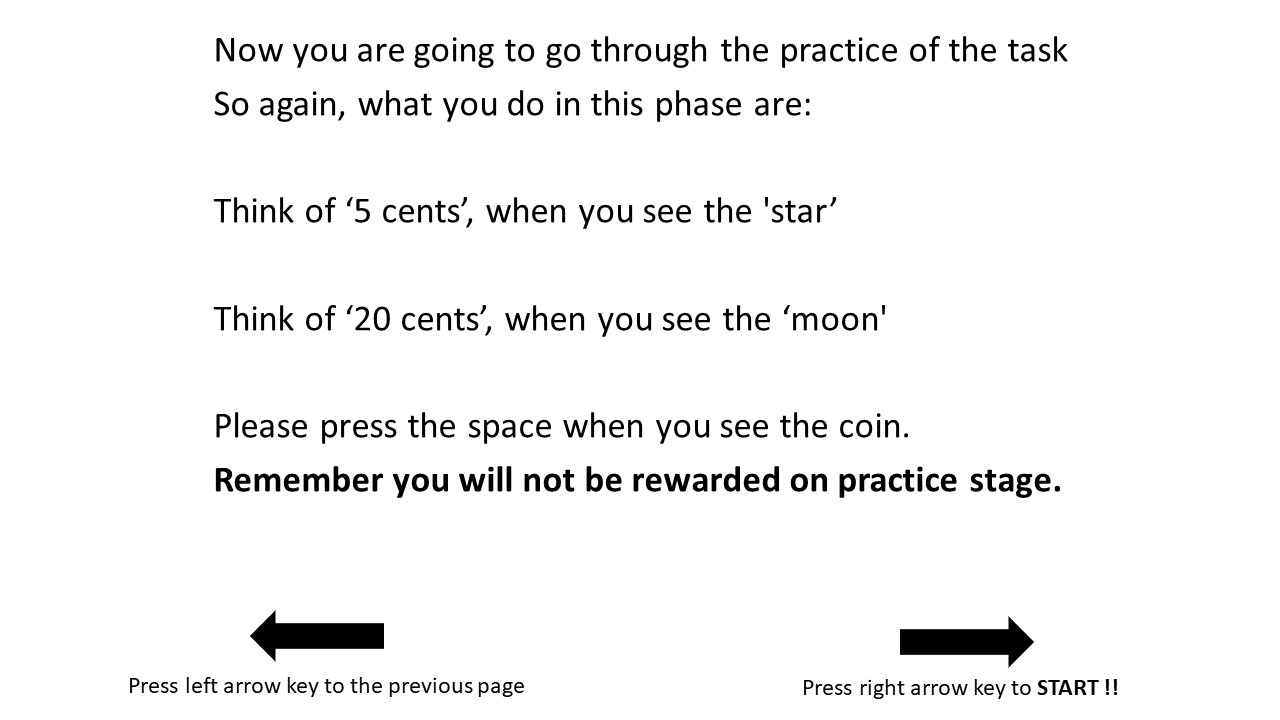 Now you are going to go through the practice of the task
So again, what you do in this phase are:
Think of ‘5 cents’, when you see the 'star’
Think of ‘20 cents’, when you see the ‘moon'
Please press the space when you see the coin.
Remember you will not be rewarded on practice stage.
Press left arrow key to the previous page
Press right arrow key to START !!